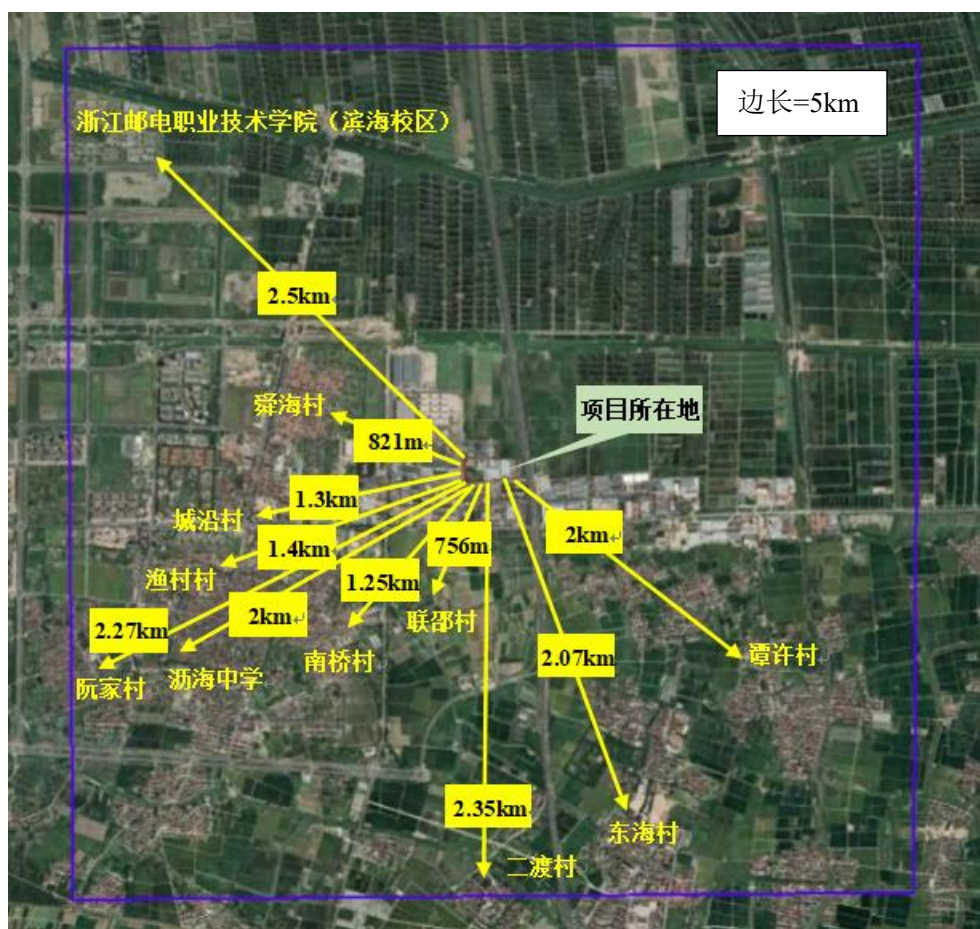 边长=5km
浙江邮电职业技术学院（滨海校区）
2.5km
舜海村
项目所在地
821m
1.3km
城沿村
756m
2km
1.4km
渔村村
1.25km
2km
联邵村
2.27km
2.07km
南桥村
谭许村
沥海中学
阮家村
2.35km
东海村
二渡村